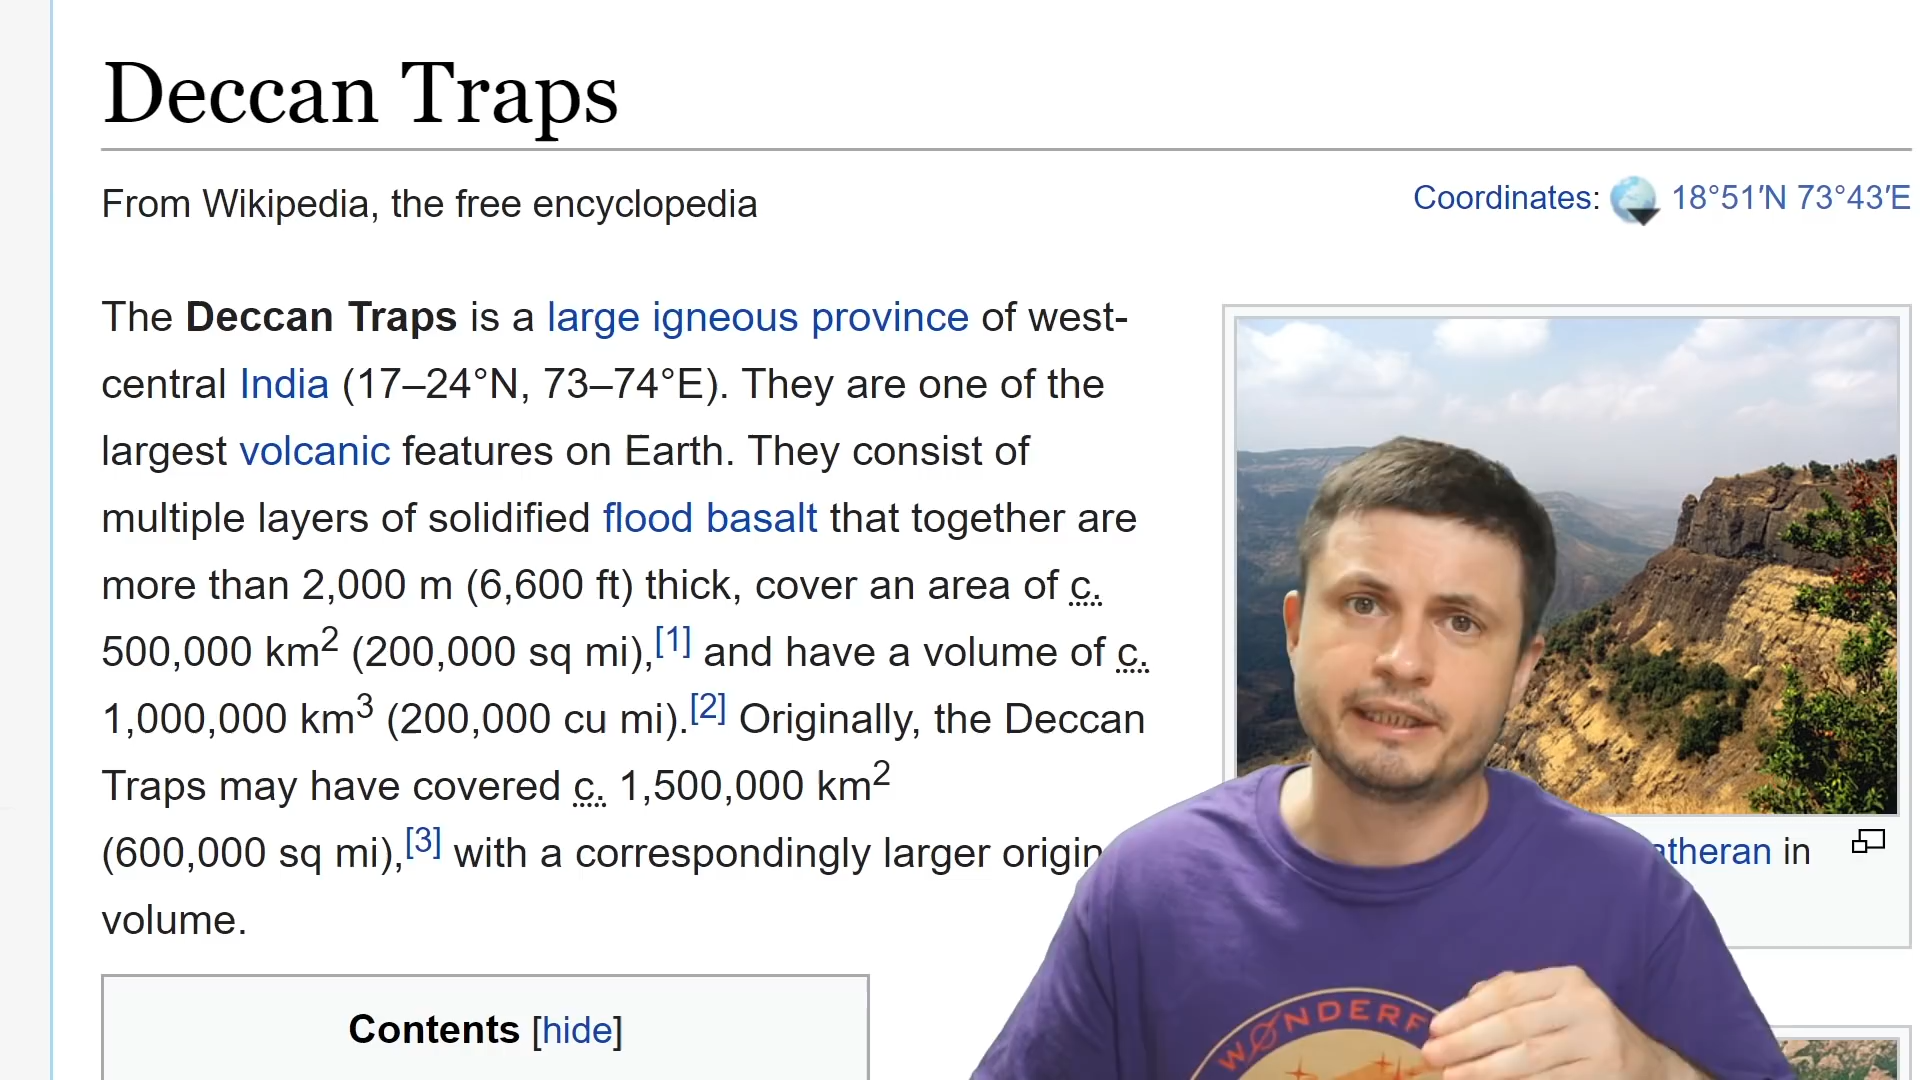 Deccan Traps
From Wikipedia, the free encyclopedia
Coordinates: 18°51′N 73°43′E
The Deccan Traps is a large igneous province of west-
central India (17–24°N, 73–74°E). They are one of the
largest volcanic features on Earth. They consist of
multiple layers of solidified flood basalt that together are
more than 2,000 m (6,600 ft) thick, cover an area of c.
500,000 km² (200,000 sq mi),[1] and have a volume of c.
1,000,000 km³ (200,000 cu mi).[2] Originally, the Deccan
Traps may have covered c. 1,500,000 km²
(600,000 sq mi),[3] with a correspondingly larger
volume.
in
Contents [hide]